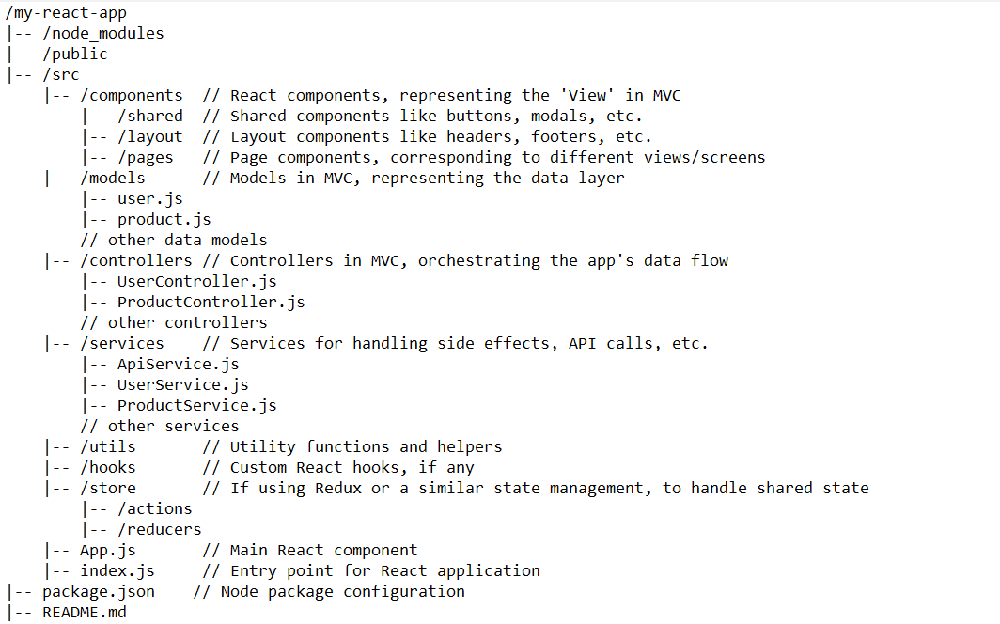 /my-react-app
|-- /node_modules
|-- /public
|-- /src
    |-- /components  // React components, representing the 'View' in MVC
        |-- /shared  // Shared components like buttons, modals, etc.
        |-- /layout  // Layout components like headers, footers, etc.
        |-- /pages   // Page components, corresponding to different views/screens
    |-- /models      // Models in MVC, representing the data layer
        |-- user.js
        |-- product.js
        // other data models
    |-- /controllers // Controllers in MVC, orchestrating the app's data flow
        |-- UserController.js
        |-- ProductController.js
        // other controllers
    |-- /services    // Services for handling side effects, API calls, etc.
        |-- ApiService.js
        |-- UserService.js
        |-- ProductService.js
        // other services
    |-- /utils       // Utility functions and helpers
    |-- /hooks       // Custom React hooks, if any
    |-- /store       // If using Redux or a similar state management, to handle shared state
        |-- /actions
        |-- /reducers
    |-- App.js       // Main React component
    |-- index.js     // Entry point for React application
|-- package.json    // Node package configuration
|-- README.md